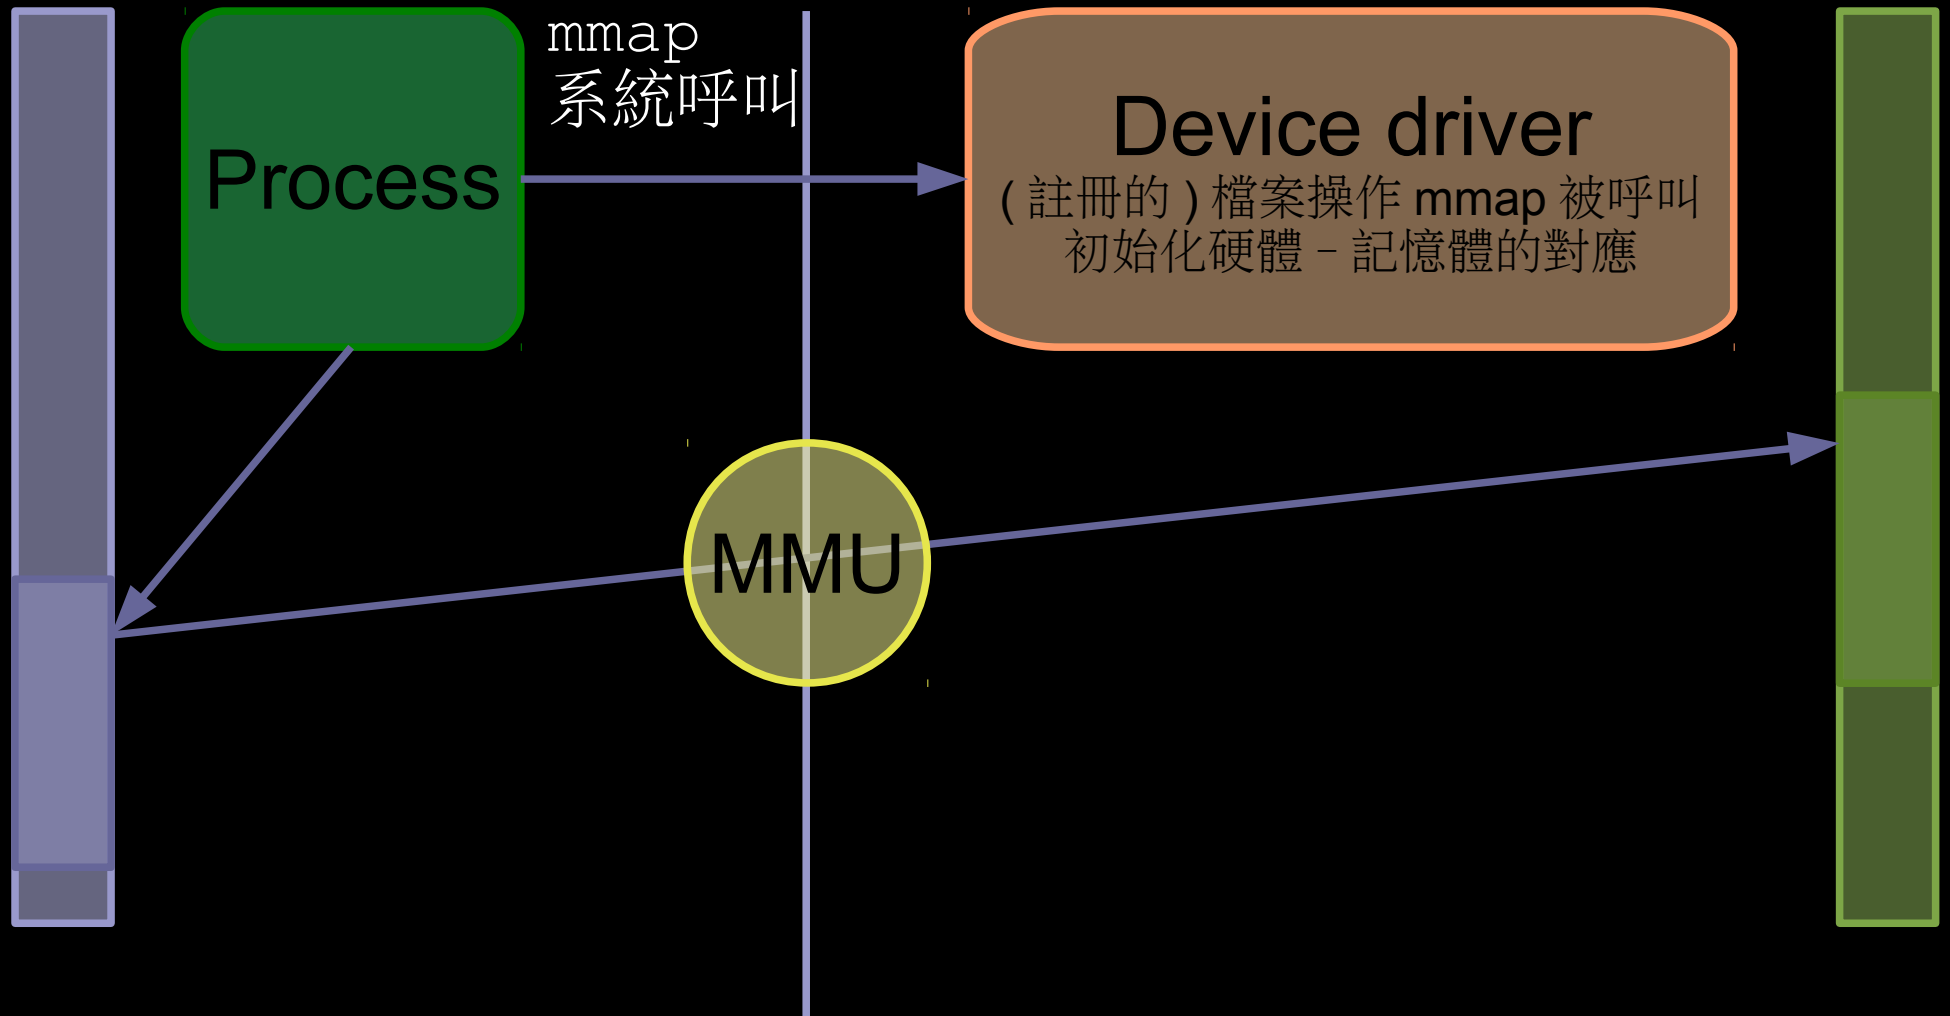 mmap
系統呼叫
Process
Device driver
(註冊的)檔案操作 mmap 被呼叫
初始化硬體–記憶體的對應
MMU